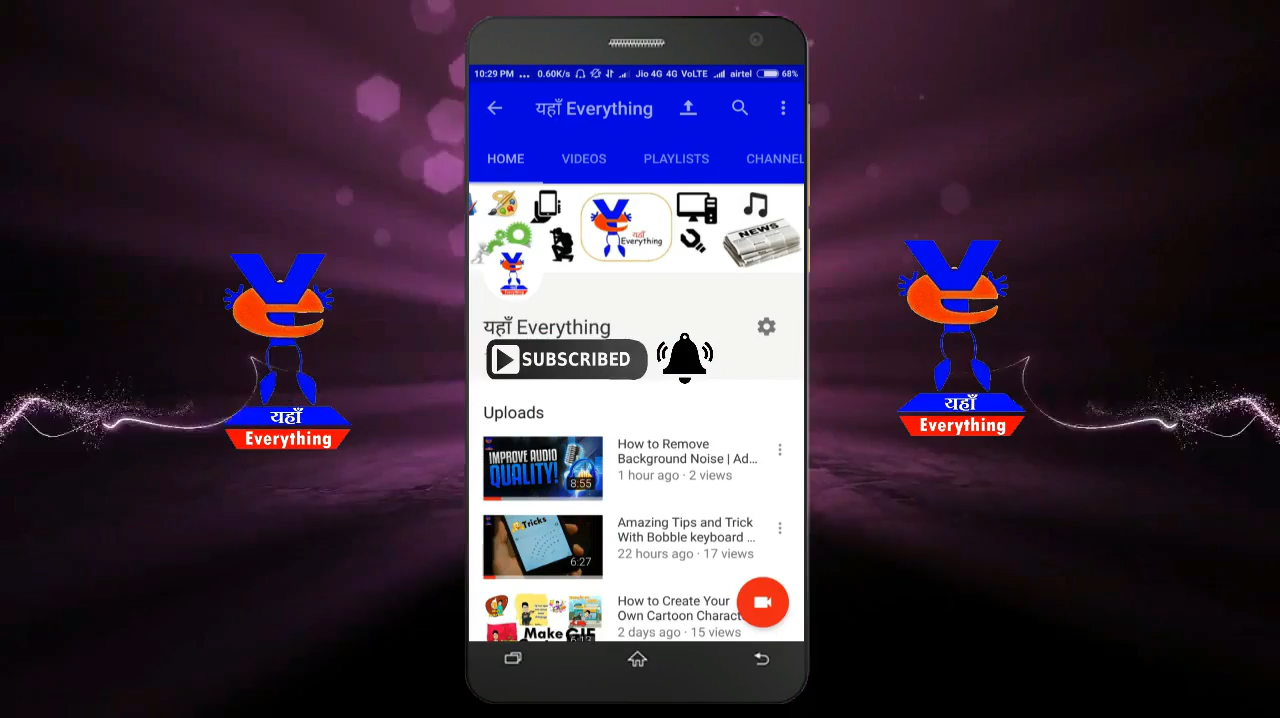 10:29 PM ... 0.60K/s Jio 4G 4G VoLTE airtel 68%
यहाँ Everything
HOME VIDEOS PLAYLISTS CHANNEL
यहाँ
Everything
NEWS
यहाँ Everything
SUBSCRIBED
Uploads
IMPROVE AUDIO
QUALITY!
8:55
How to Remove
Background Noise | Ad...
1 hour ago · 2 views
Tricks
6:27
Amazing Tips and Trick
With Bobble keyboard ...
22 hours ago · 17 views
Make GIF
6:13
How to Create Your
Own Cartoon Charact
2 days ago · 15 views
यहाँ
Everything
यहाँ
Everything